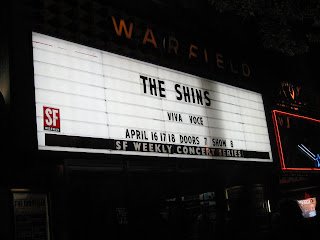 WARFIELD
THE SHINS
VIVA VOCE
SF
WEEKLY
APRIL 16 17 18 DOORS 7 SHOW 8
SF WEEKLY CONCERT SERIES